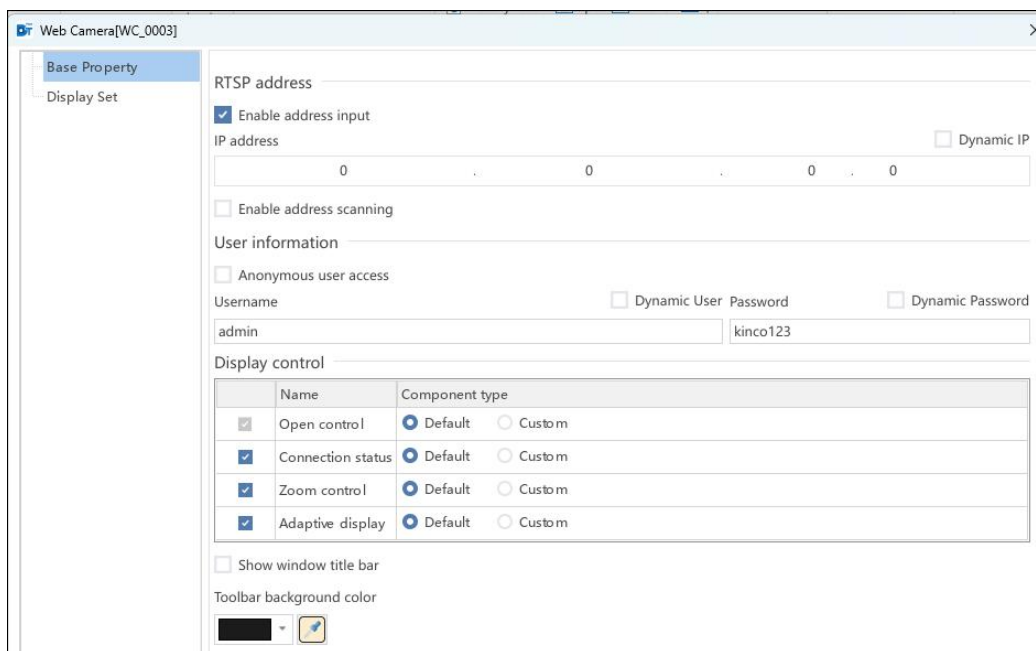 DT Web Camera[WC_0003]
Base Property
Display Set
RTSP address
Enable address input
IP address Dynamic IP
0 . 0 . 0 . 0
Enable address scanning
User information
Anonymous user access
Username Dynamic User Password Dynamic Password
admin kinco123
Display control
Name Component type
Open control Default Custom
Connection status Default Custom
Zoom control Default Custom
Adaptive display Default Custom
Show window title bar
Toolbar background color